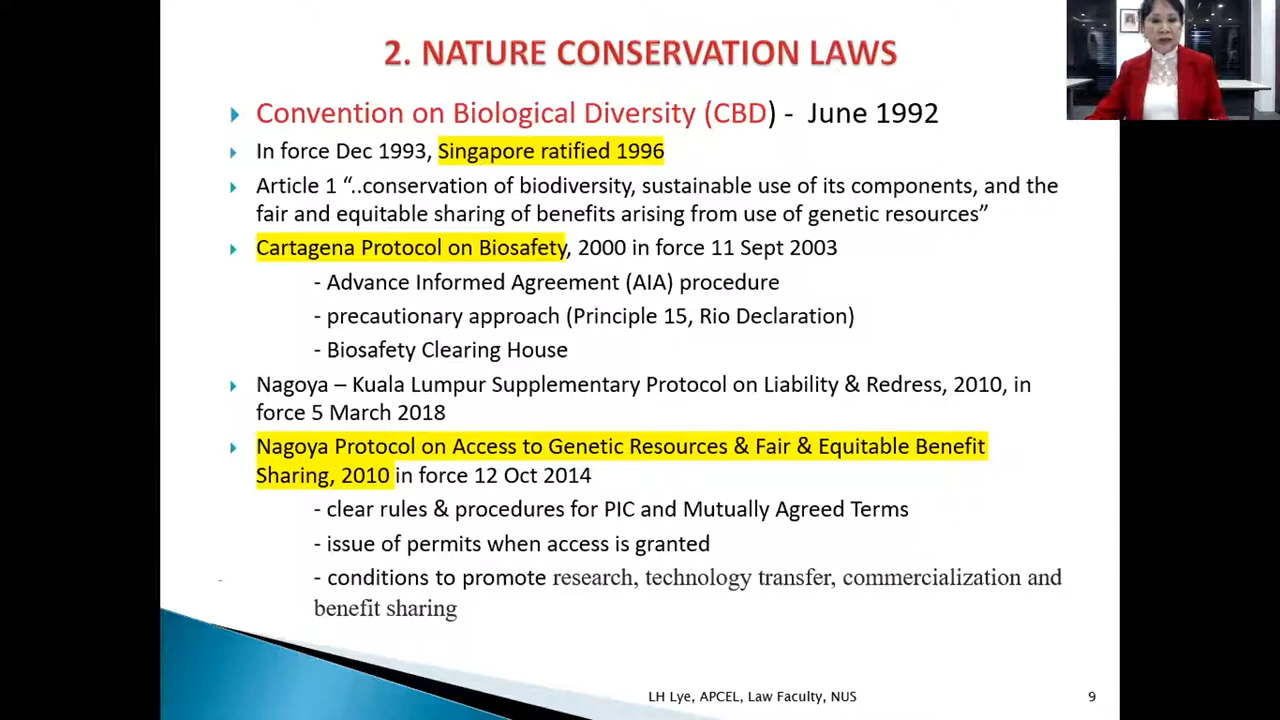 2. NATURE CONSERVATION LAWS
Convention on Biological Diversity (CBD) - June 1992
In force Dec 1993, Singapore ratified 1996
Article 1 “..conservation of biodiversity, sustainable use of its components, and the
fair and equitable sharing of benefits arising from use of genetic resources”
Cartagena Protocol on Biosafety, 2000 in force 11 Sept 2003
- Advance Informed Agreement (AIA) procedure
- precautionary approach (Principle 15, Rio Declaration)
- Biosafety Clearing House
Nagoya – Kuala Lumpur Supplementary Protocol on Liability & Redress, 2010, in
force 5 March 2018
Nagoya Protocol on Access to Genetic Resources & Fair & Equitable Benefit
Sharing, 2010 in force 12 Oct 2014
- clear rules & procedures for PIC and Mutually Agreed Terms
- issue of permits when access is granted
- conditions to promote research, technology transfer, commercialization and
benefit sharing
LH Lye, APCEL, Law Faculty, NUS
9